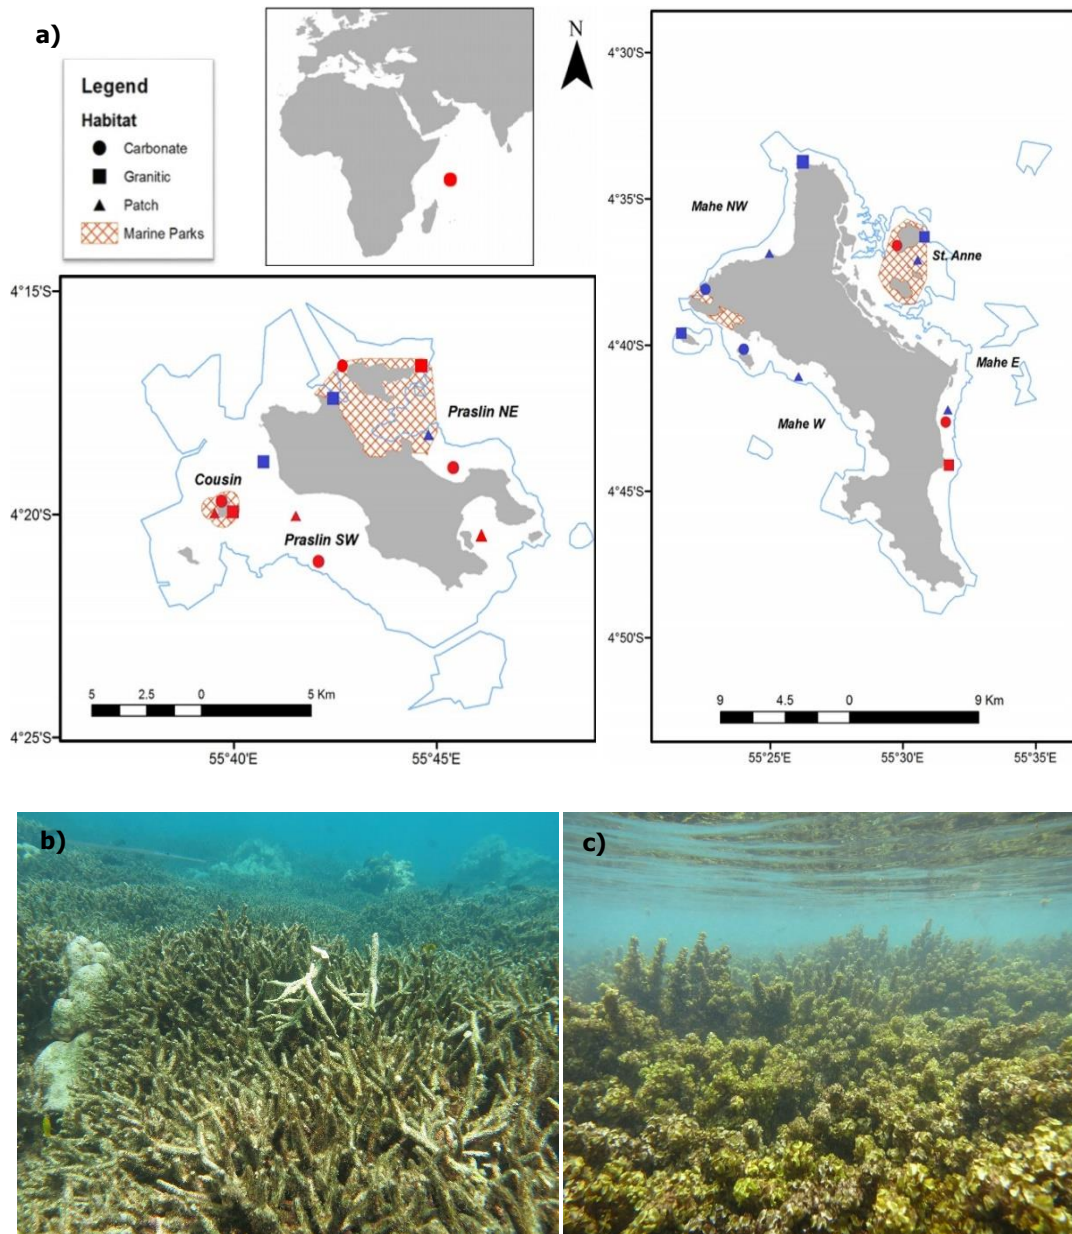 a)
Legend
Habitat
Carbonate
Granitic
Patch
Marine Parks
N
4°15'S
4°20'S
4°25'S
Praslin NE
Cousin
Praslin SW
5 2.5 0 5 Km
55°40'E 55°45'E
4°30'S
4°35'S
4°40'S
4°45'S
4°50'S
Mahe NW
St. Anne
Mahe E
Mahe W
9 4.5 0 9 Km
55°25'E 55°30'E 55°35'E
b)
c)